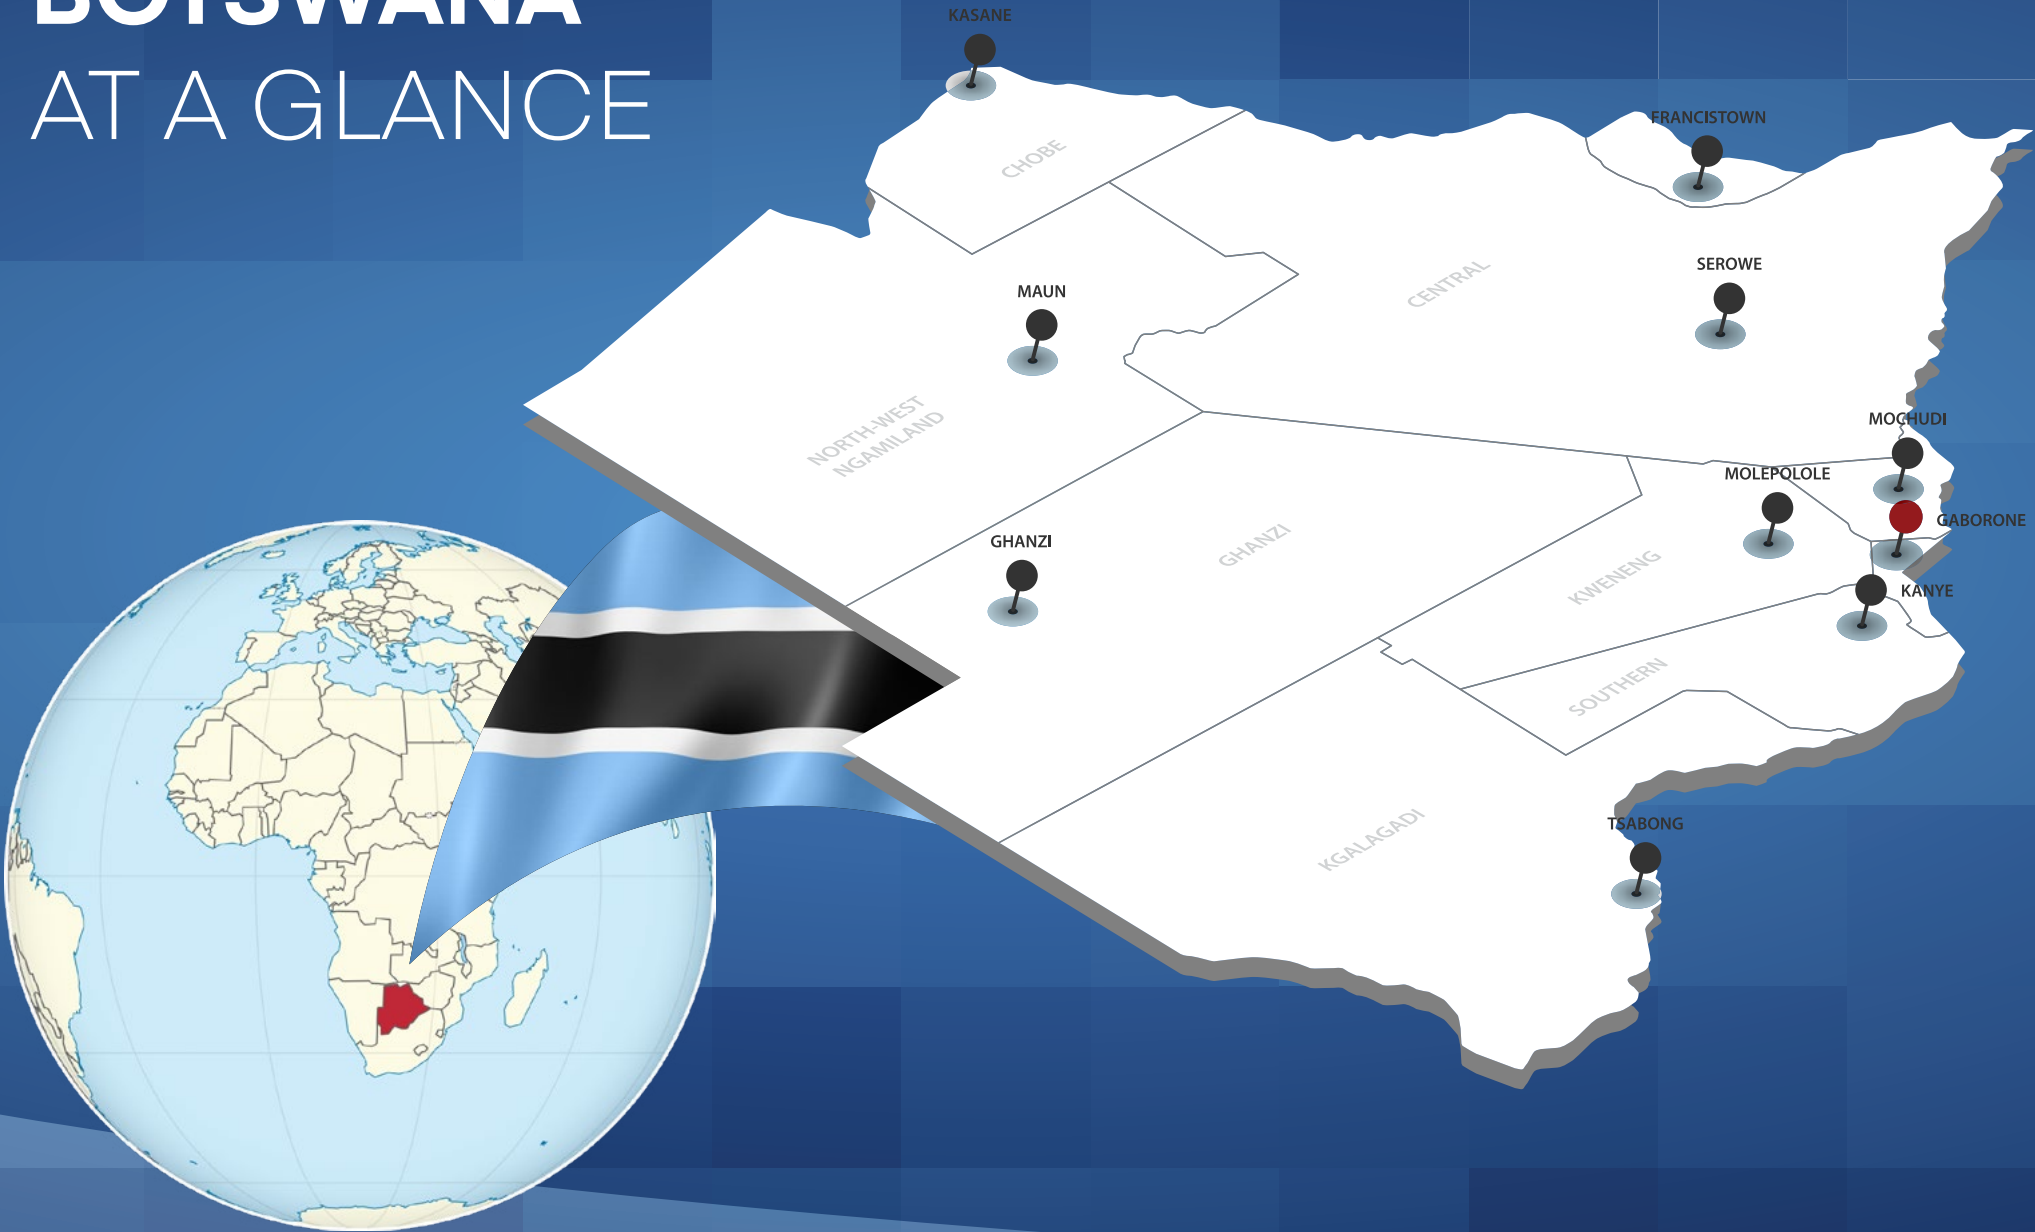 BOTSWANA
AT A GLANCE
KASANE
FRANCISTOWN
CHOBE
SEROWE
CENTRAL
MAUN
NORTH-WEST
NGAMILAND
MOCHUDI
MOLEPOLOLE
GABORONE
GHANZI
GHANZI
KWENENG
KANYE
SOUTHERN
KGALAGADI
TSABONG